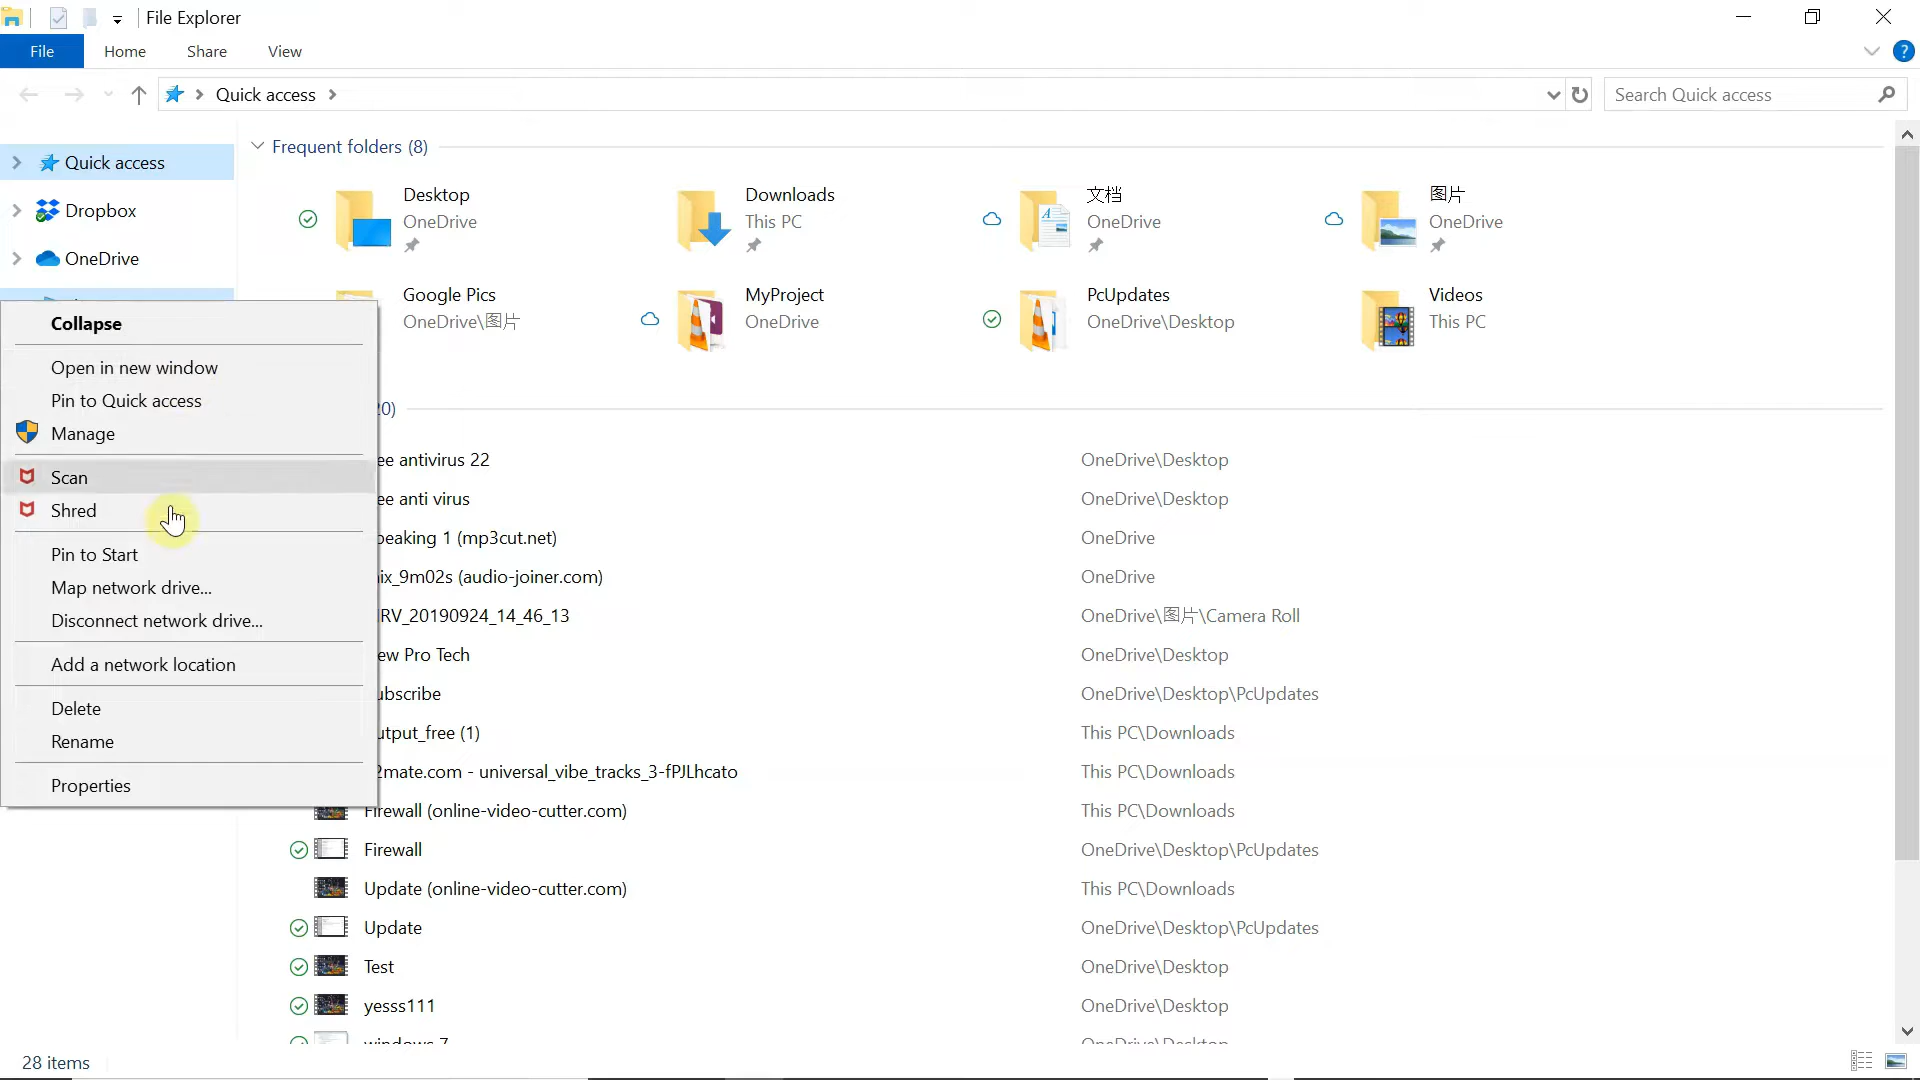 File Explorer
File Home Share View
?
Quick access
Search Quick access
Frequent folders (8)
Quick access
Desktop
OneDrive
Downloads
This PC
文档
OneDrive
图片
OneDrive
Dropbox
OneDrive
Google Pics
OneDrive\图片
MyProject
OneDrive
PcUpdates
OneDrive\Desktop
Videos
This PC
Collapse
Open in new window
Pin to Quick access
Manage
Scan
Shred
Pin to Start
Map network drive...
Disconnect network drive...
Add a network location
Delete
Rename
Properties
20)
ee antivirus 22 OneDrive\Desktop
ee anti virus OneDrive\Desktop
peaking 1 (mp3cut.net) OneDrive
ix_9m02s (audio-joiner.com) OneDrive
RV_20190924_14_46_13 OneDrive\图片\Camera Roll
ew Pro Tech OneDrive\Desktop
ubscribe OneDrive\Desktop\PcUpdates
utput_free (1) This PC\Downloads
2mate.com - universal_vibe_tracks_3-fPJLhcato This PC\Downloads
Firewall (online-video-cutter.com) This PC\Downloads
Firewall OneDrive\Desktop\PcUpdates
Update (online-video-cutter.com) This PC\Downloads
Update OneDrive\Desktop\PcUpdates
Test OneDrive\Desktop
yesss111 OneDrive\Desktop
windows 7 OneDrive\Desktop
28 items